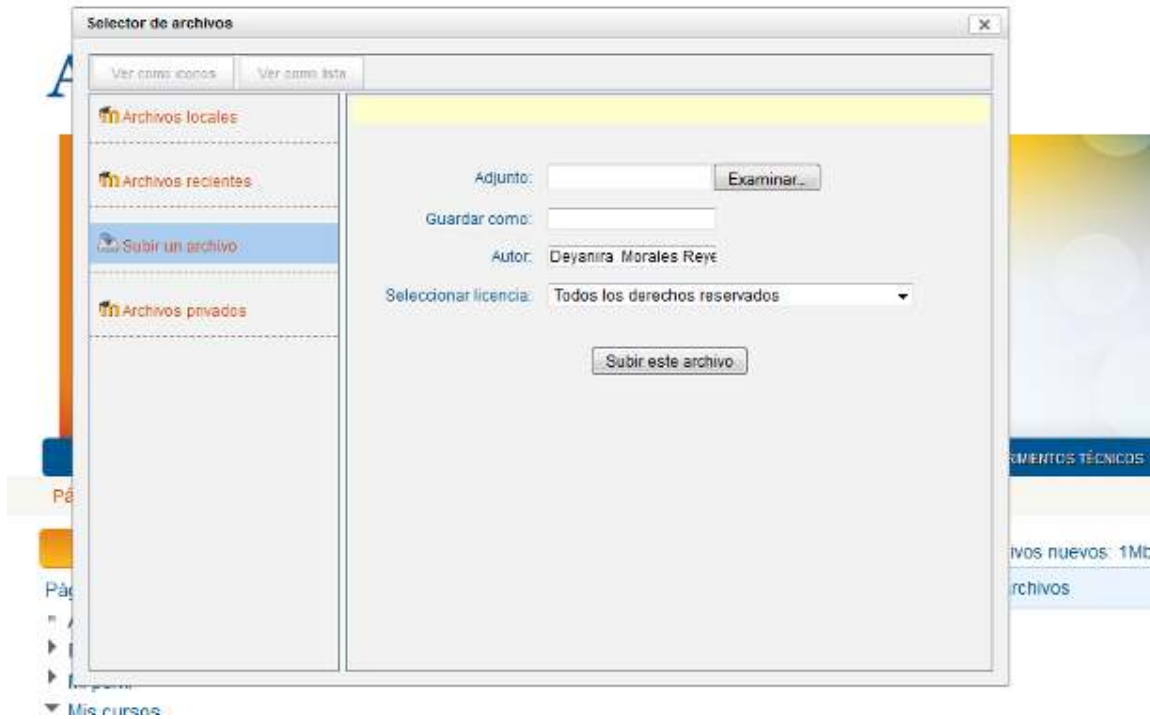 Selector de archivos
Ver como iconos
Ver como lista
Archivos locales
Archivos recientes
Subir un archivo
Archivos privados
Adjunto:
Examinar...
Guardar como:
Autor: Deyanira Morales Reye
Seleccionar licencia: Todos los derechos reservados
Subir este archivo
RIMIENTOS TÉCNICOS
Pá
ivos nuevos: 1Mb
Pág
rchivos
Mis cursos